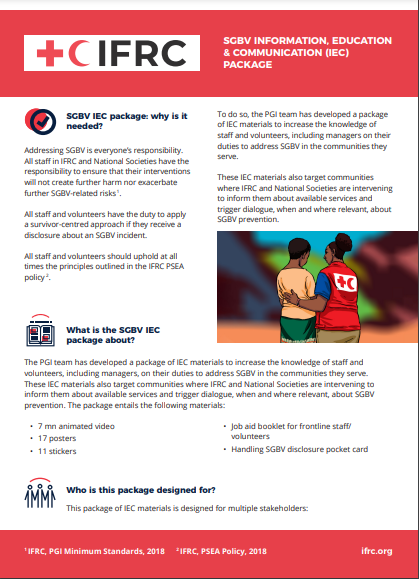 IFRC
SGBV INFORMATION, EDUCATION
& COMMUNICATION (IEC)
PACKAGE
SGBV IEC package: why is it
needed?
Addressing SGBV is everyone's responsibility.
All staff in IFRC and National Societies have the
responsibility to ensure that their interventions
will not create further harm nor exacerbate
further SGBV-related risks¹.
All staff and volunteers have the duty to apply
a survivor-centred approach if they receive a
disclosure about an SGBV incident.
All staff and volunteers should uphold at all
times the principles outlined in the IFRC PSEA
policy².
To do so, the PGI team has developed a package
of IEC materials to increase the knowledge of
staff and volunteers, including managers on their
duties to address SGBV in the communities they
serve.
These IEC materials also target communities
where IFRC and National Societies are intervening
to inform them about available services and
trigger dialogue, when and where relevant, about
SGBV prevention.
What is the SGBV IEC
package about?
The PGI team has developed a package of IEC materials to increase the knowledge of staff and
volunteers, including managers, on their duties to address SGBV in the communities they serve.
These IEC materials also target communities where IFRC and National Societies are intervening to
inform them about available services and trigger dialogue, when and where relevant, about SGBV
prevention. The package entails the following materials:
• 7 mn animated video
• 17 posters
• 11 stickers
• Job aid booklet for frontline staff/
volunteers
• Handling SGBV disclosure pocket card
Who is this package designed for?
This package of IEC materials is designed for multiple stakeholders:
¹ IFRC, PGI Minimum Standards, 2018 ² IFRC, PSEA Policy, 2018
ifrc.org